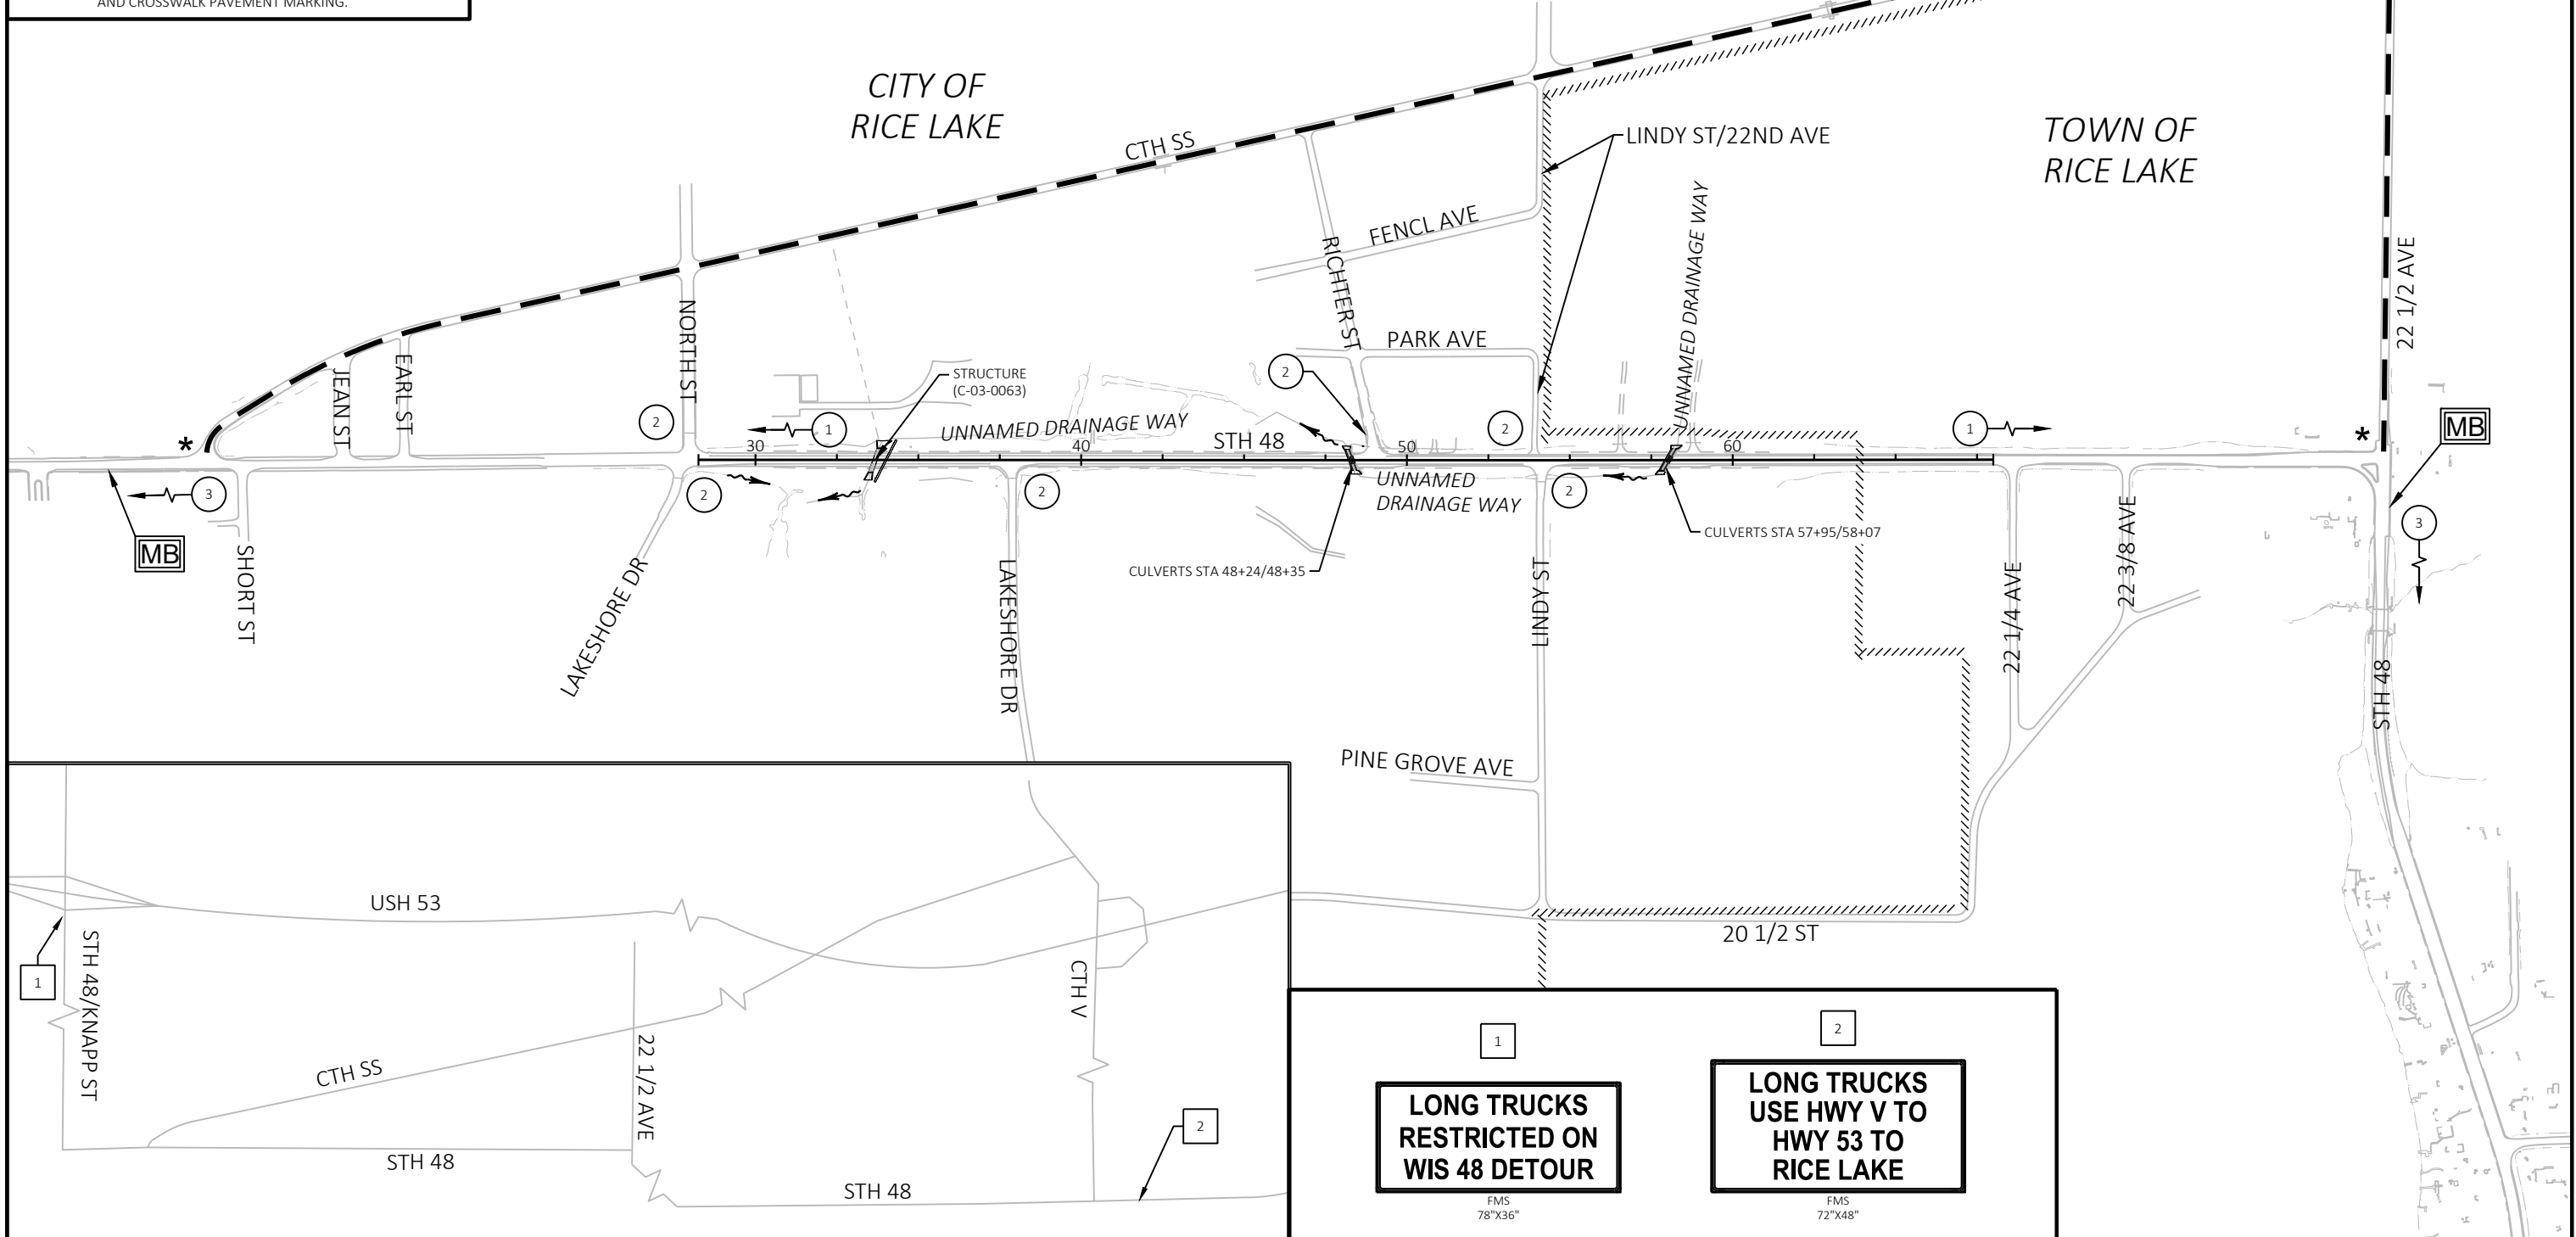 AND CROSSWALK PAVEMENT MARKING.
CITY OF
RICE LAKE
CTH SS
LINDY ST/22ND AVE
TOWN OF
RICE LAKE
FENCL AVE
RICHTER ST
UNNAMED DRAINAGE WAY
22 1/2 AVE
NORTH ST
PARK AVE
EARL ST
JEAN ST
STRUCTURE
(C-03-0063)
2
2
1
UNNAMED DRAINAGE WAY
STH 48
2
1
MB
*
*
30
40
50
60
3
2
2
UNNAMED
DRAINAGE WAY
2
3
MB
SHORT ST
LAKESHORE DR
LAKESHORE DR
CULVERTS STA 48+24/48+35
CULVERTS STA 57+95/58+07
LINDY ST
22 1/4 AVE
22 3/8 AVE
STH 48
PINE GROVE AVE
20 1/2 ST
USH 53
1
STH 48/KNAPP ST
CTH SS
22 1/2 AVE
CTH V
2
STH 48
STH 48
1
LONG TRUCKS
RESTRICTED ON
WIS 48 DETOUR
FMS
78"X36"
2
LONG TRUCKS
USE HWY V TO
HWY 53 TO
RICE LAKE
FMS
72"X48"